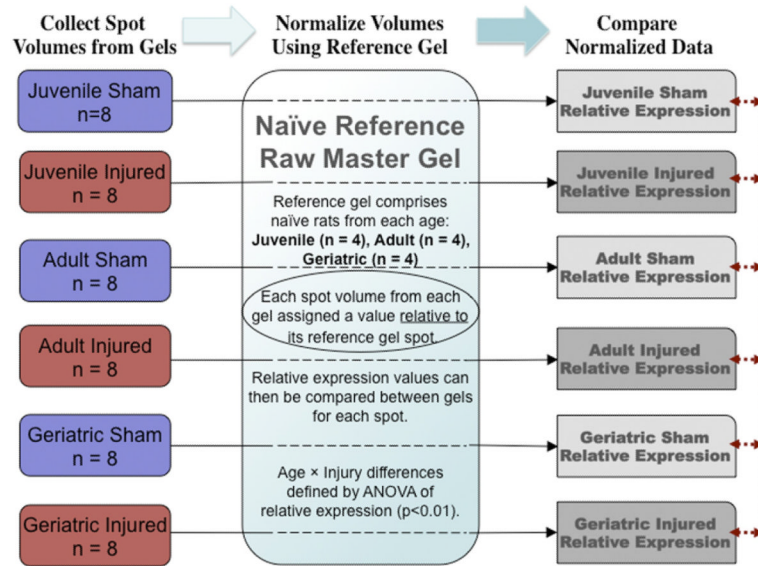 Collect Spot
Volumes from Gels
Normalize Volumes
Using Reference Gel
Compare
Normalized Data
Juvenile Sham
n=8
Juvenile Injured
n = 8
Adult Sham
n = 8
Adult Injured
n = 8
Geriatric Sham
n = 8
Geriatric Injured
n = 8
Naïve Reference
Raw Master Gel
Reference gel comprises
naïve rats from each age:
Juvenile (n = 4), Adult (n = 4),
Geriatric (n = 4)
Each spot volume from each
gel assigned a value relative to
its reference gel spot.
Relative expression values can
then be compared between gels
for each spot.
Age × Injury differences
defined by ANOVA of
relative expression (p<0.01).
Juvenile Sham
Relative Expression
Juvenile Injured
Relative Expression
Adult Sham
Relative Expression
Adult Injured
Relative Expression
Geriatric Sham
Relative Expression
Geriatric Injured
Relative Expression